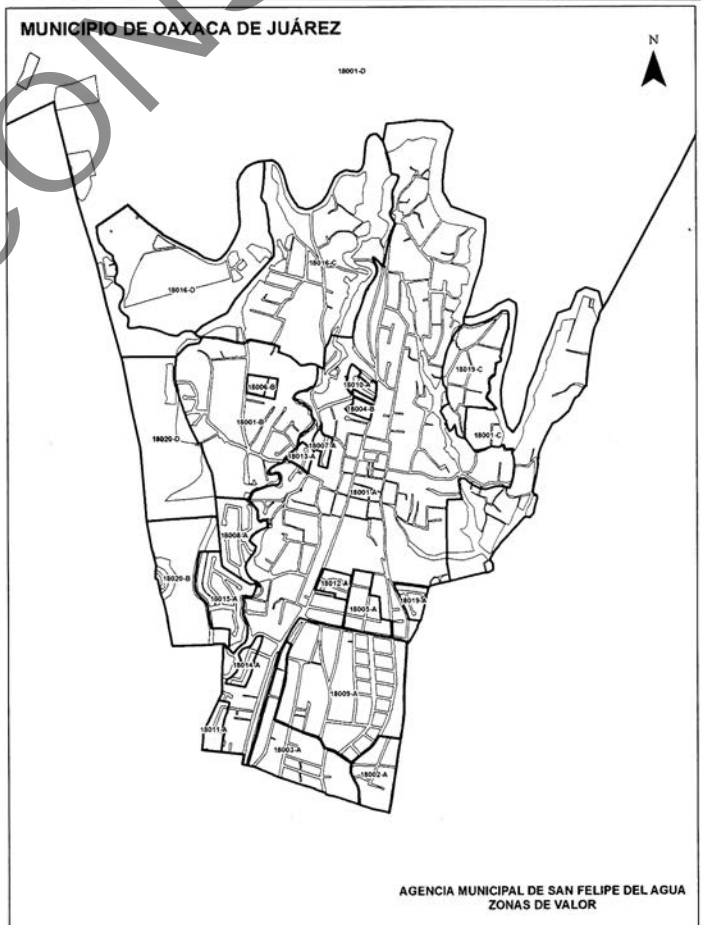 MUNICIPIO DE OAXACA DE JUÁREZ
N
18001-D
CONS
18016-C
18016-D
18019-C
18010-A
18006-B
18004-B
18001-B
18001-C
18020-D
18007-A
18013-A
18001-A
18008-A
18020-B
18012-A
18015-A
18019-A
18005-A
18014-A
18009-A
18011-A
18003-A
18002-A
AGENCIA MUNICIPAL DE SAN FELIPE DEL AGUA
ZONAS DE VALOR